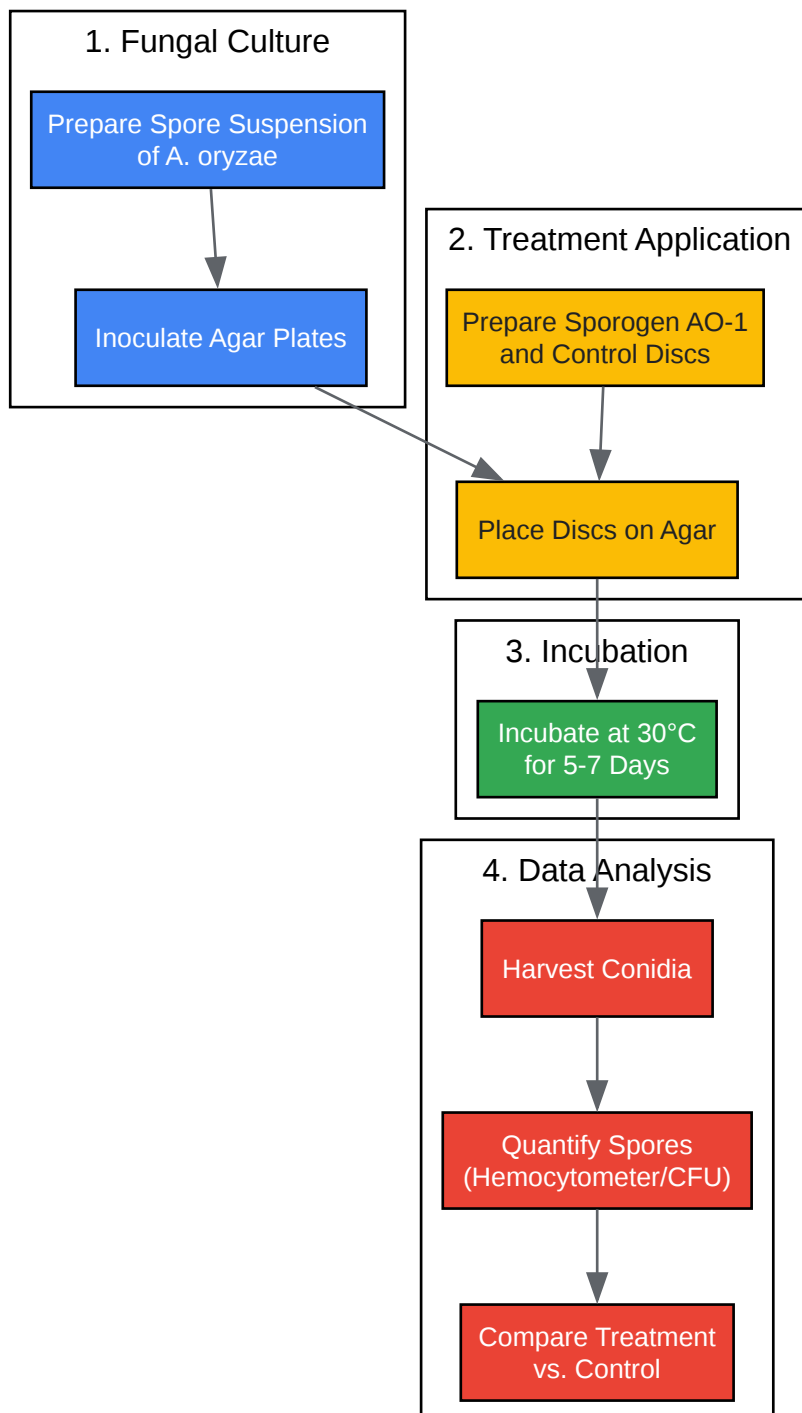 1. Fungal Culture
Prepare Spore Suspension
of A. oryzae
Inoculate Agar Plates
2. Treatment Application
Prepare Sporogen AO-1
and Control Discs
Place Discs on Agar
3. Incubation
Incubate at 30°C
for 5-7 Days
4. Data Analysis
Harvest Conidia
Quantify Spores
(Hemocytometer/CFU)
Compare Treatment
vs. Control